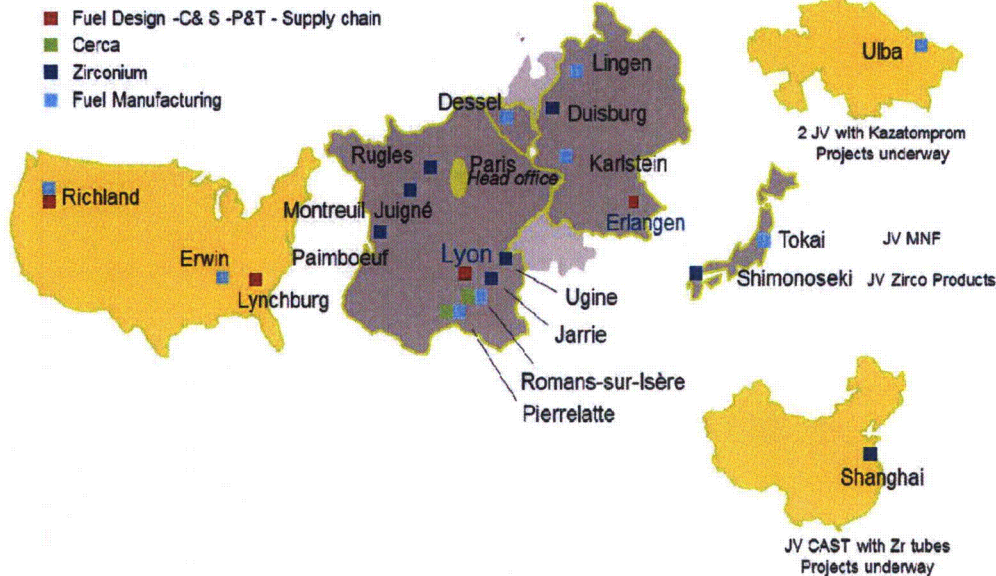 Fuel Design -C& S -P&T - Supply chain
Cerca
Zirconium
Fuel Manufacturing
Richland
Erwin
Lynchburg
Lingen
Dessel
Duisburg
Rugles
Paris
Head office
Karlstein
Montreuil Juigné
Erlangen
Paimboeuf
Lyon
Ugine
Jarrie
Romans-sur-Isère
Pierrelatte
Ulba
2 JV with Kazatomprom
Projects underway
Tokai
JV MNF
Shimonoseki
JV Zirco Products
Shanghai
JV CAST with Zr tubes
Projects underway